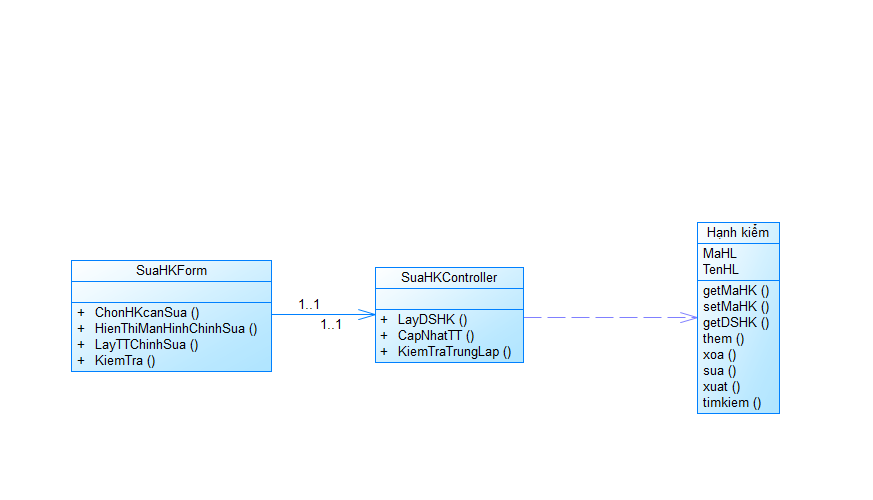 SuaHKForm
+ ChonHKcanSua ()
+ HienThiManHinhChinhSua ()
+ LayTTChinhSua ()
+ KiemTra ()
1..1
1..1
SuaHKController
+ LayDSHK ()
+ CapNhatTT ()
+ KiemTraTrungLap ()
Hạnh kiểm
MaHL
TenHL
getMaHK ()
setMaHK ()
getDSHK ()
them ()
xoa ()
sua ()
xuat ()
timkiem ()